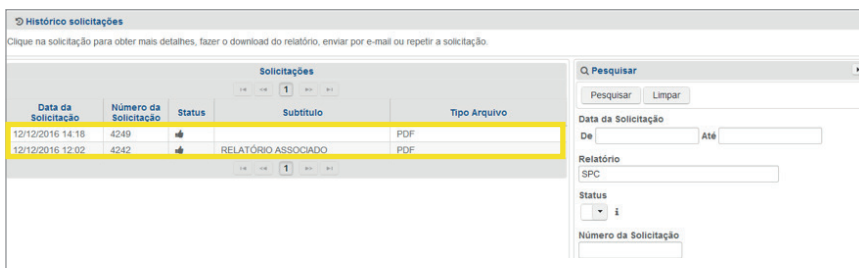 Histórico solicitações
Clique na solicitação para obter mais detalhes, fazer o download do relatório, enviar por e-mail ou repetir a solicitação.
Solicitações
1
Data da Solicitação Número da Solicitação Status Subtítulo Tipo Arquivo
12/12/2016 14:18 4249 PDF
12/12/2016 12:02 4242 RELATÓRIO ASSOCIADO PDF
1
Pesquisar
Pesquisar Limpar
Data da Solicitação
De Até
Relatório
SPC
Status
i
Número da Solicitação